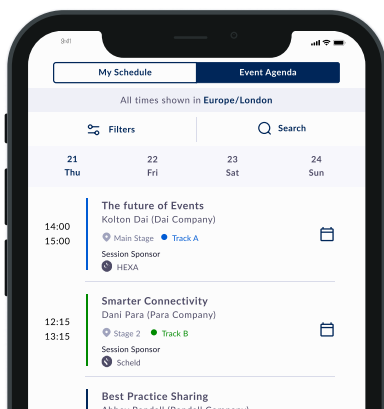 9:41
My Schedule
Event Agenda
All times shown in Europe/London
Filters
Search
21 22 23 24
Thu Fri Sat Sun
The future of Events
14:00
Kolton Dai (Dai Company)
15:00
Main Stage Track A
Session Sponsor
HEXA
Smarter Connectivity
12:15
Dani Para (Para Company)
13:15
Stage 2 Track B
Session Sponsor
Scheld
Best Practice Sharing